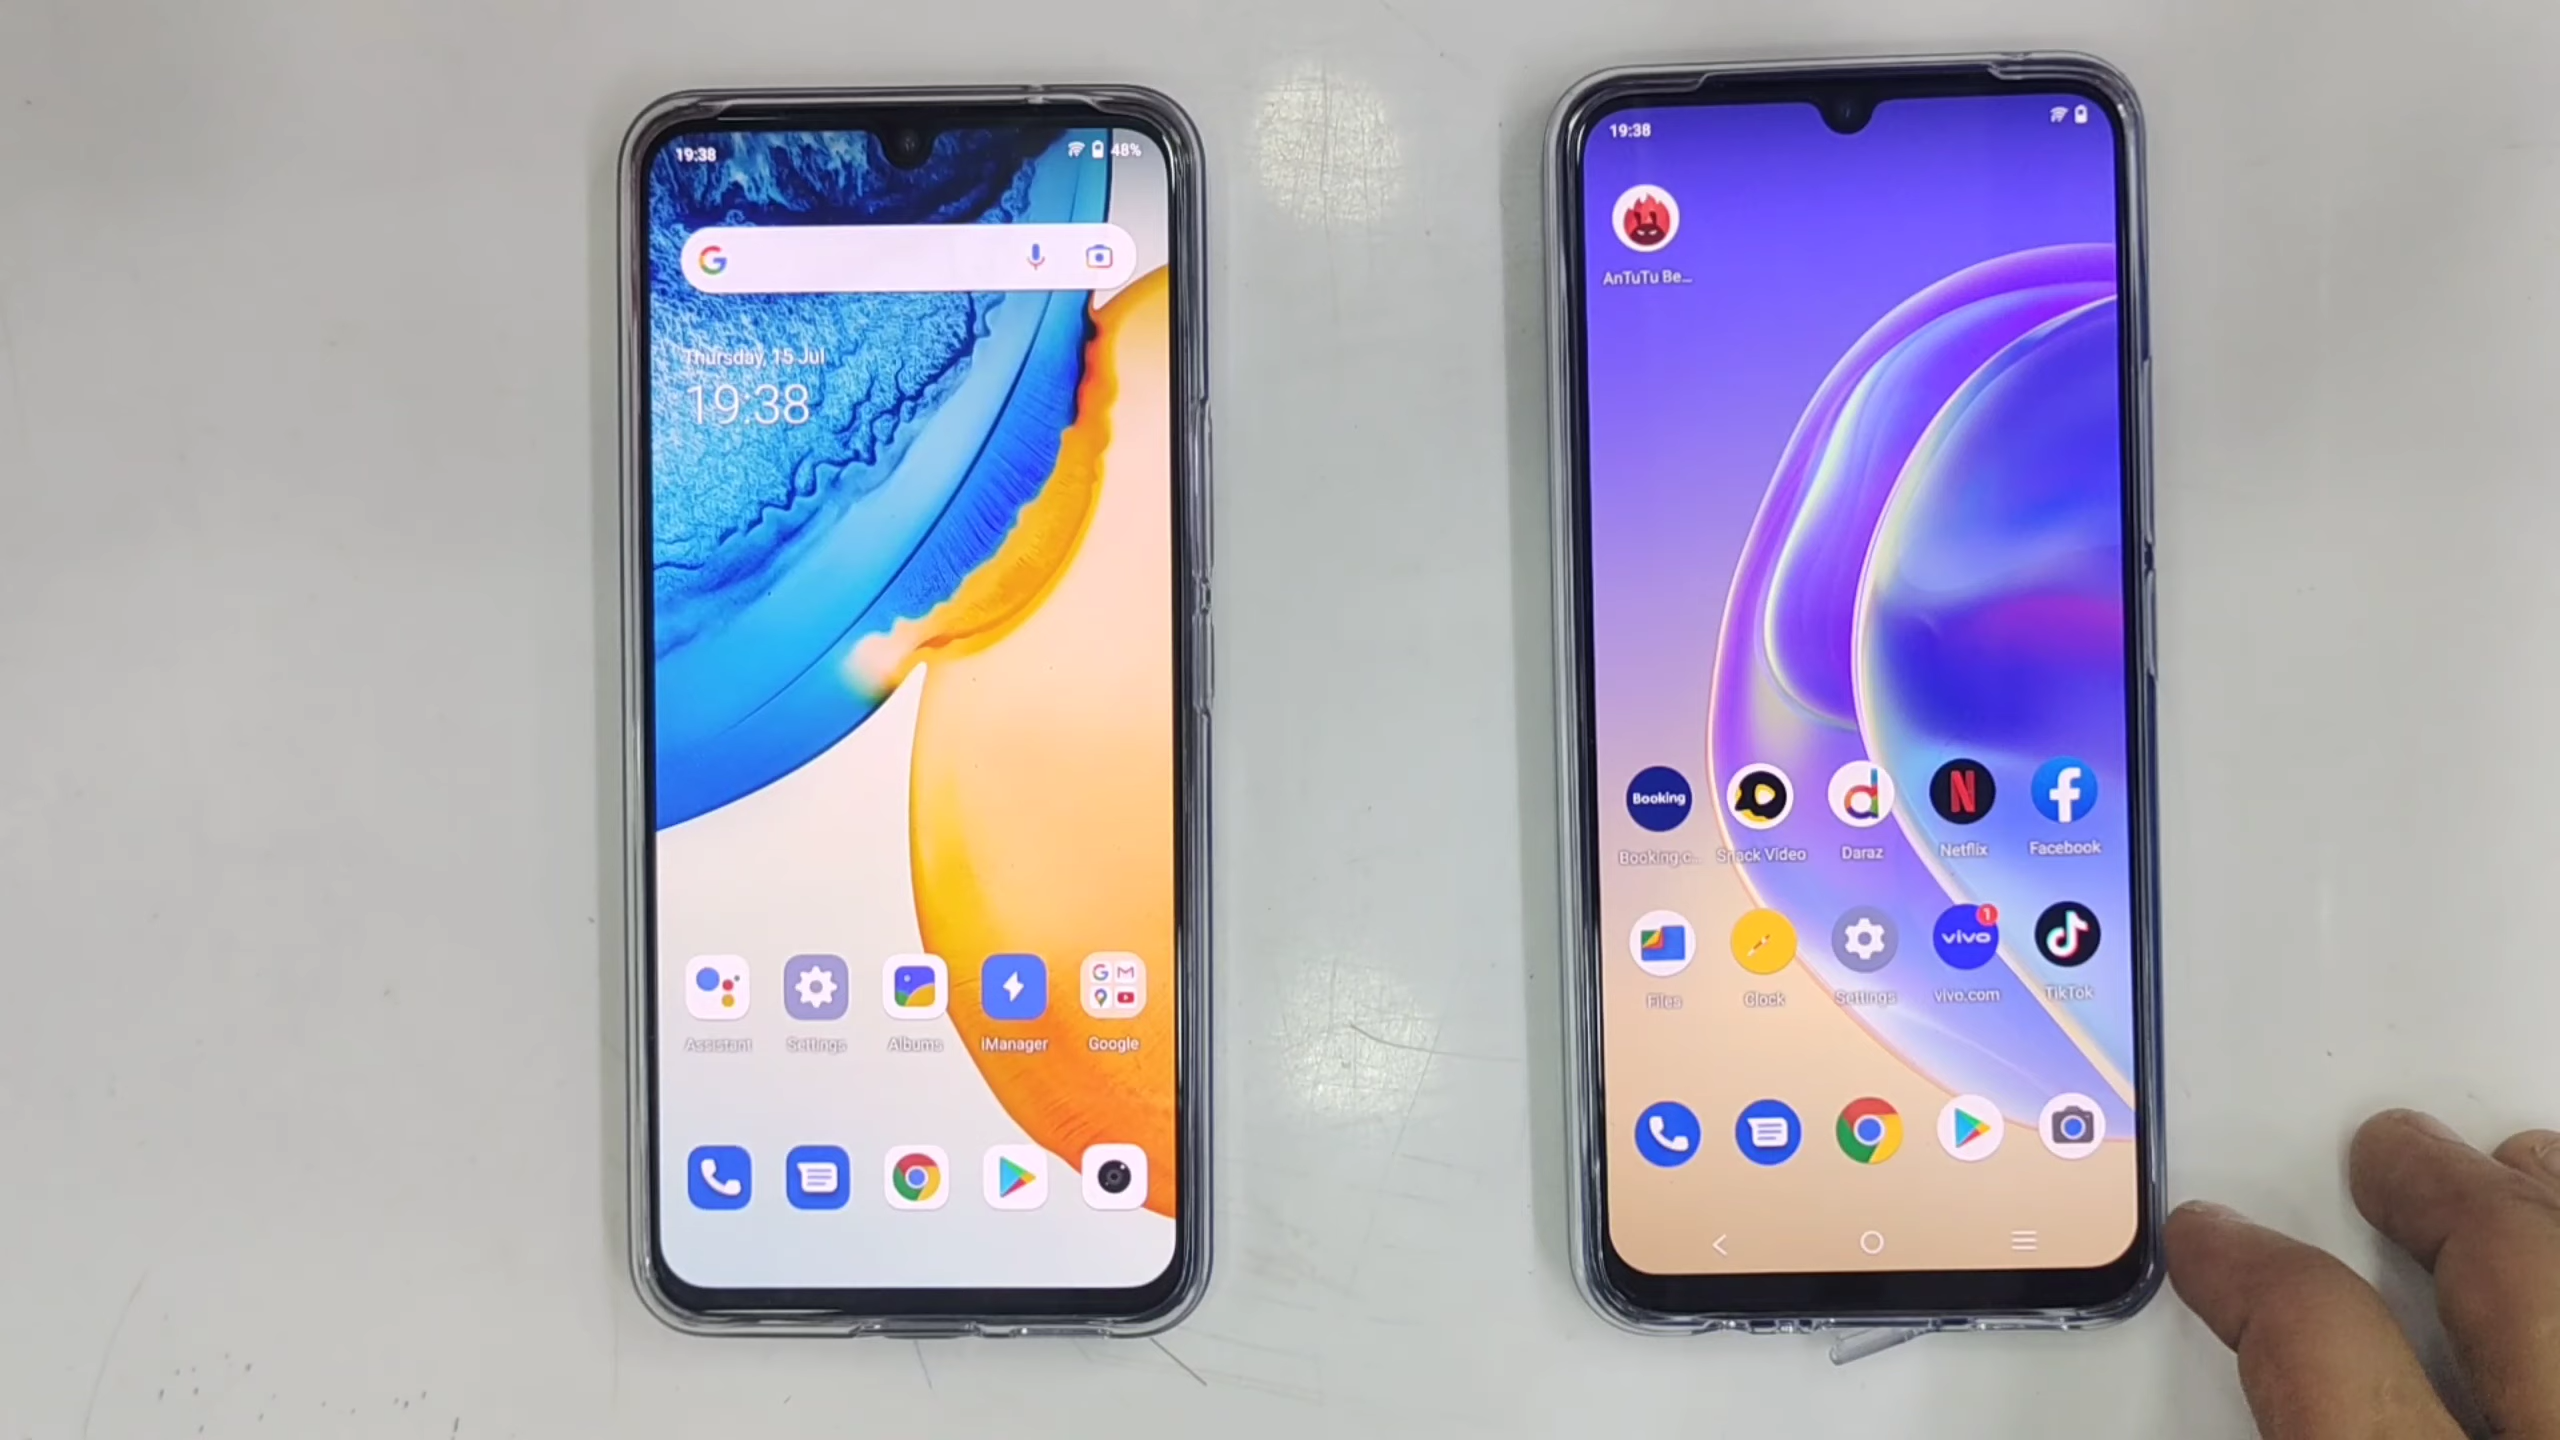 19:38
48%
Thursday, 15 Jul
19:38
Assistant
Settings
Albums
iManager
Google
19:38
AnTuTu Be...
Booking
Booking.c...
Snack Video
Daraz
Netflix
Facebook
vivo
1
Files
Clock
Settings
vivo.com
TikTok